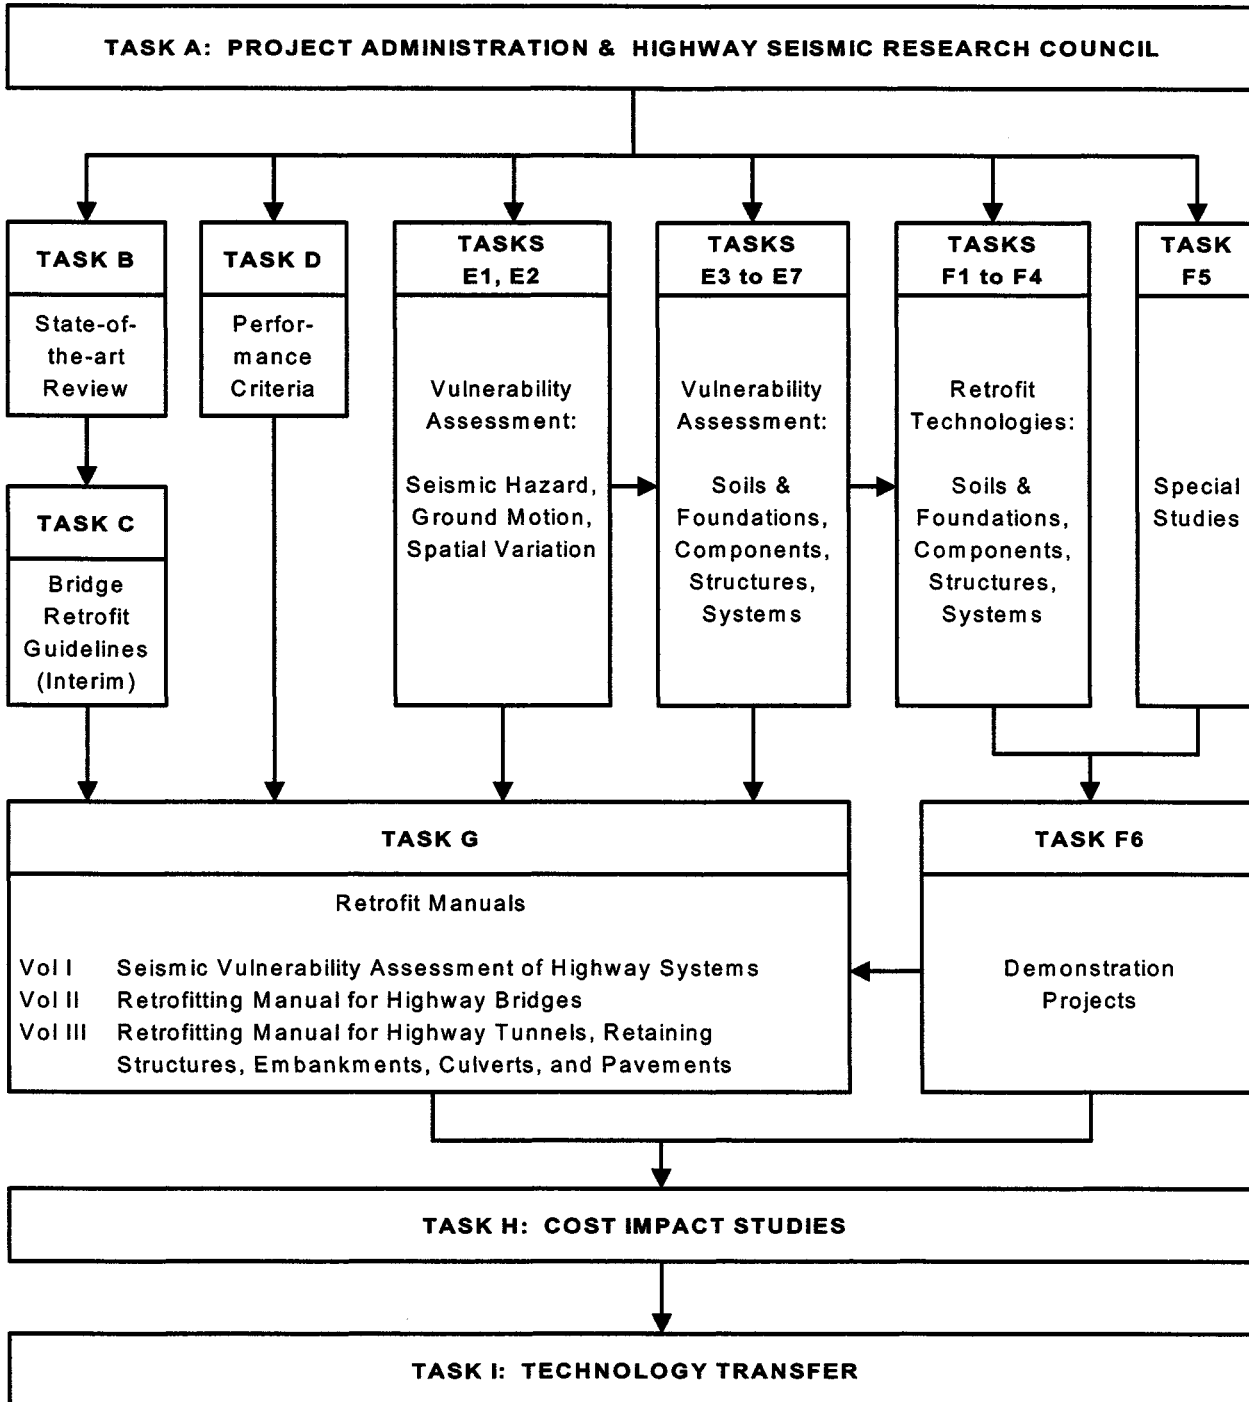 TASK A: PROJECT ADMINISTRATION & HIGHWAY SEISMIC RESEARCH COUNCIL
TASK B
State-of-
the-art
Review
TASK C
Bridge
Retrofit
Guidelines
(Interim)
TASK D
Perfor-
mance
Criteria
TASKS
E1, E2
Vulnerability
Assessment:
Seismic Hazard,
Ground Motion,
Spatial Variation
TASKS
E3 to E7
Vulnerability
Assessment:
Soils &
Foundations,
Components,
Structures,
Systems
TASKS
F1 to F4
Retrofit
Technologies:
Soils &
Foundations,
Components,
Structures,
Systems
TASK
F5
Special
Studies
TASK G
Retrofit Manuals
Vol I Seismic Vulnerability Assessment of Highway Systems
Vol II Retrofitting Manual for Highway Bridges
Vol III Retrofitting Manual for Highway Tunnels, Retaining
Structures, Embankments, Culverts, and Pavements
TASK F6
Demonstration
Projects
TASK H: COST IMPACT STUDIES
TASK I: TECHNOLOGY TRANSFER